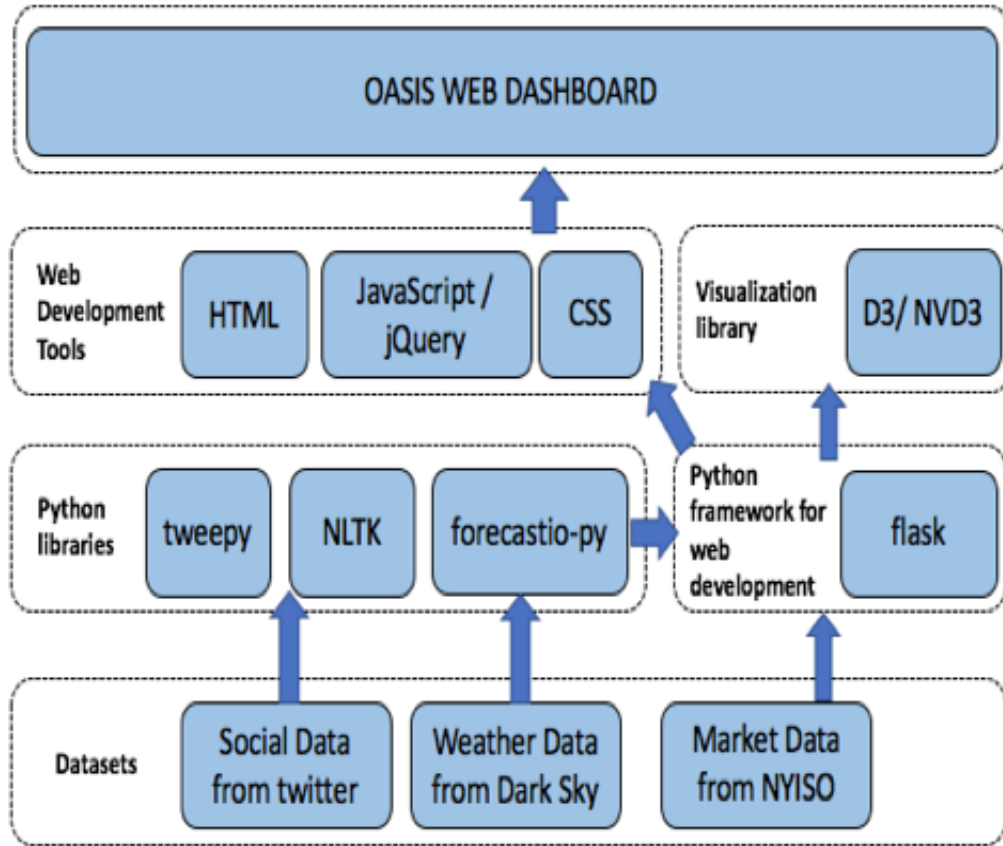 OASIS WEB DASHBOARD
Web
Development
Tools
HTML
JavaScript /
jQuery
CSS
Visualization
library
D3/ NVD3
Python
libraries
tweepy
NLTK
forecastio-py
Python
framework for
web
development
flask
Datasets
Social Data
from twitter
Weather Data
from Dark Sky
Market Data
from NYISO